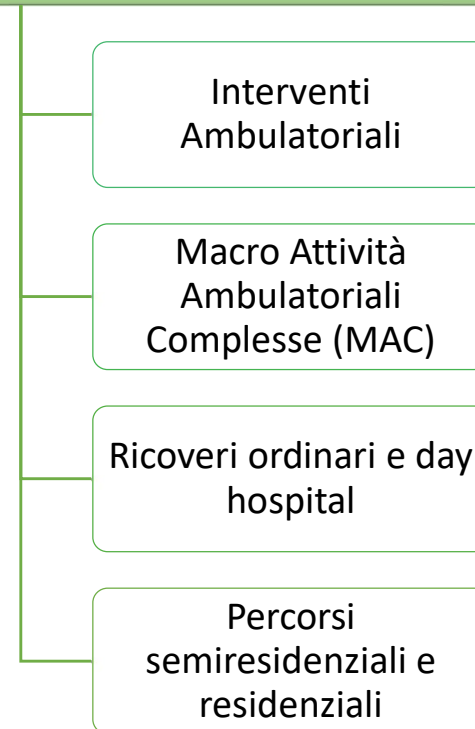 Interventi
Ambulatoriali
Macro Attività
Ambulatoriali
Complesse (MAC)
Ricoveri ordinari e day
hospital
Percorsi
semiresidenziali e
residenziali